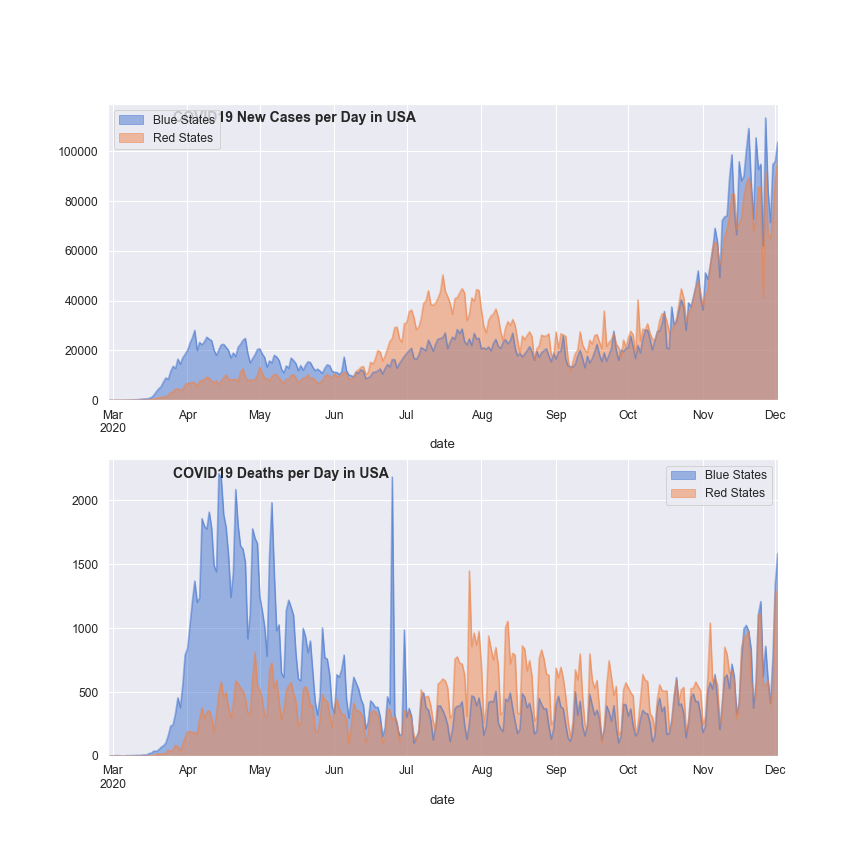 COVID19 New Cases per Day in USA
Blue States
Red States
100000
80000
60000
40000
20000
0
Mar Apr May Jun Jul Aug Sep Oct Nov Dec
2020
date
COVID19 Deaths per Day in USA
Blue States
Red States
2000
1500
1000
500
0
Mar Apr May Jun Jul Aug Sep Oct Nov Dec
2020
date